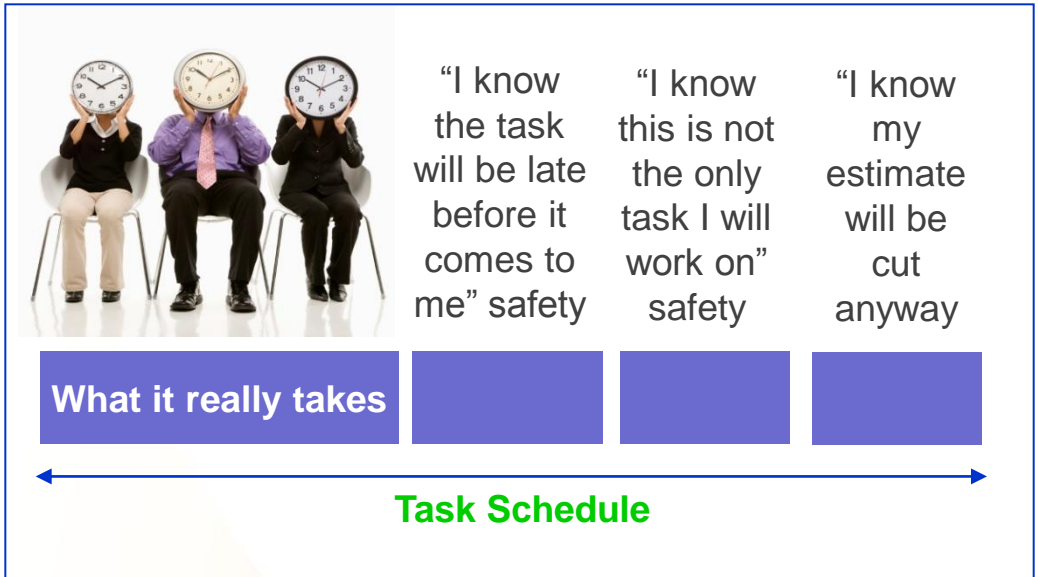 “I know
the task
will be late
before it
comes to
me” safety
“I know
this is not
the only
task I will
work on”
safety
“I know
my
estimate
will be
cut
anyway
What it really takes
Task Schedule